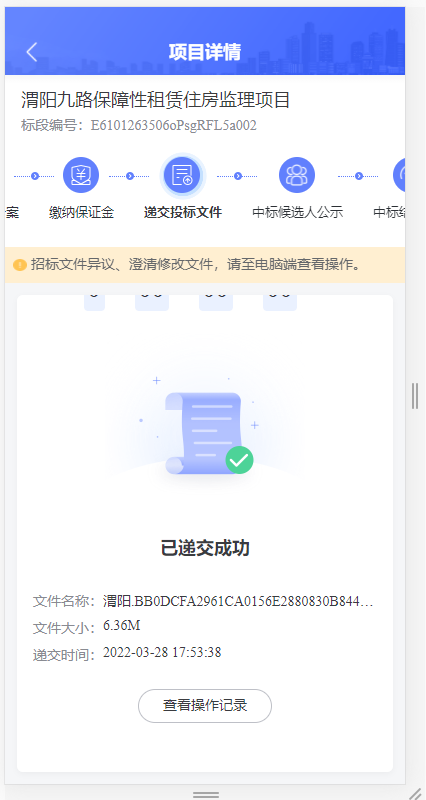 项目详情
渭阳九路保障性租赁住房监理项目
标段编号：E6101263506oPsgRFL5a002
案 缴纳保证金 递交投标文件 中标候选人公示 中标结
招标文件异议、澄清修改文件，请至电脑端查看操作。
已递交成功
文件名称：渭阳.BB0DCFA2961CA0156E2880830B844...
文件大小：6.36M
递交时间：2022-03-28 17:53:38
查看操作记录